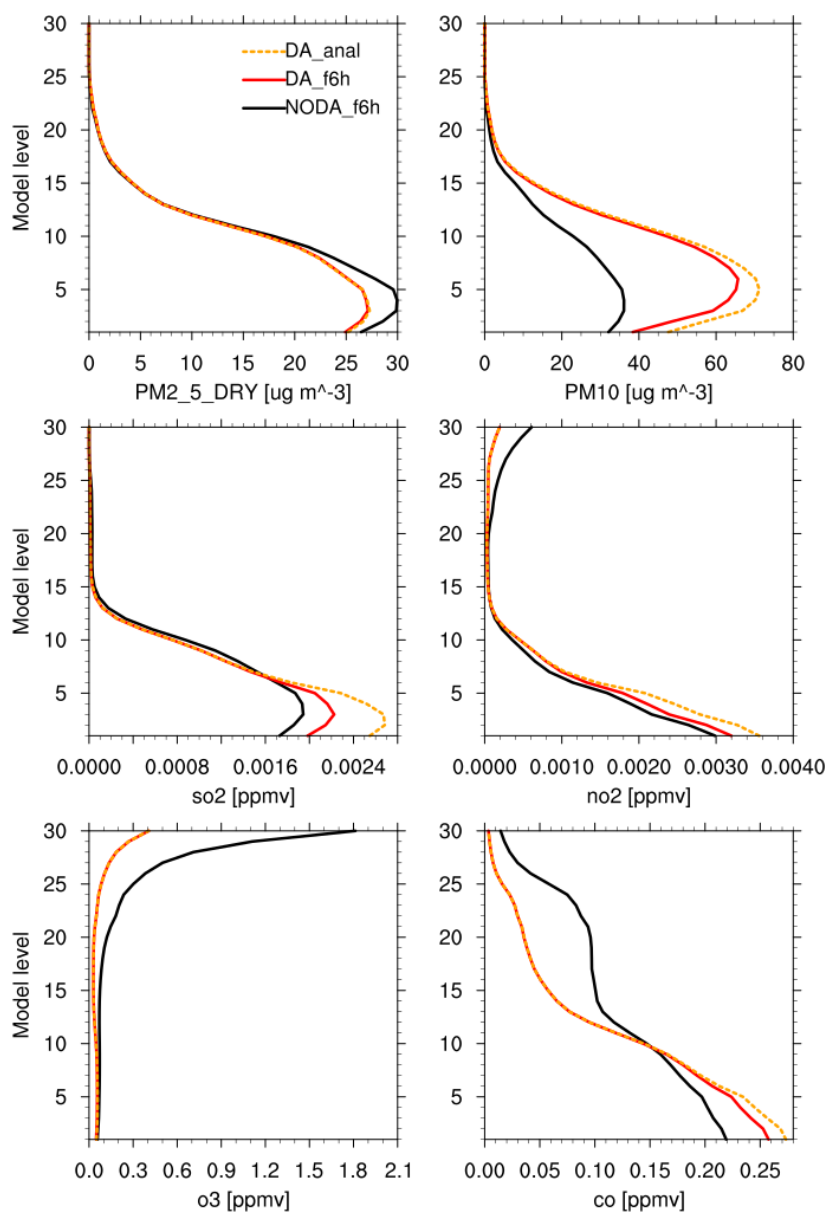 30
25
20
15
10
5
Model level
DA_anal
DA_f6h
NODA_f6h
0 5 10 15 20 25 30
PM2_5_DRY [ug m^-3]
30
25
20
15
10
5
0 20 40 60 80
PM10 [ug m^-3]
30
25
20
15
10
5
Model level
0.0000 0.0008 0.0016 0.0024
so2 [ppmv]
30
25
20
15
10
5
0.0000 0.0010 0.0020 0.0030 0.0040
no2 [ppmv]
30
25
20
15
10
5
Model level
0.0 0.3 0.6 0.9 1.2 1.5 1.8 2.1
o3 [ppmv]
30
25
20
15
10
5
0.00 0.05 0.10 0.15 0.20 0.25
co [ppmv]